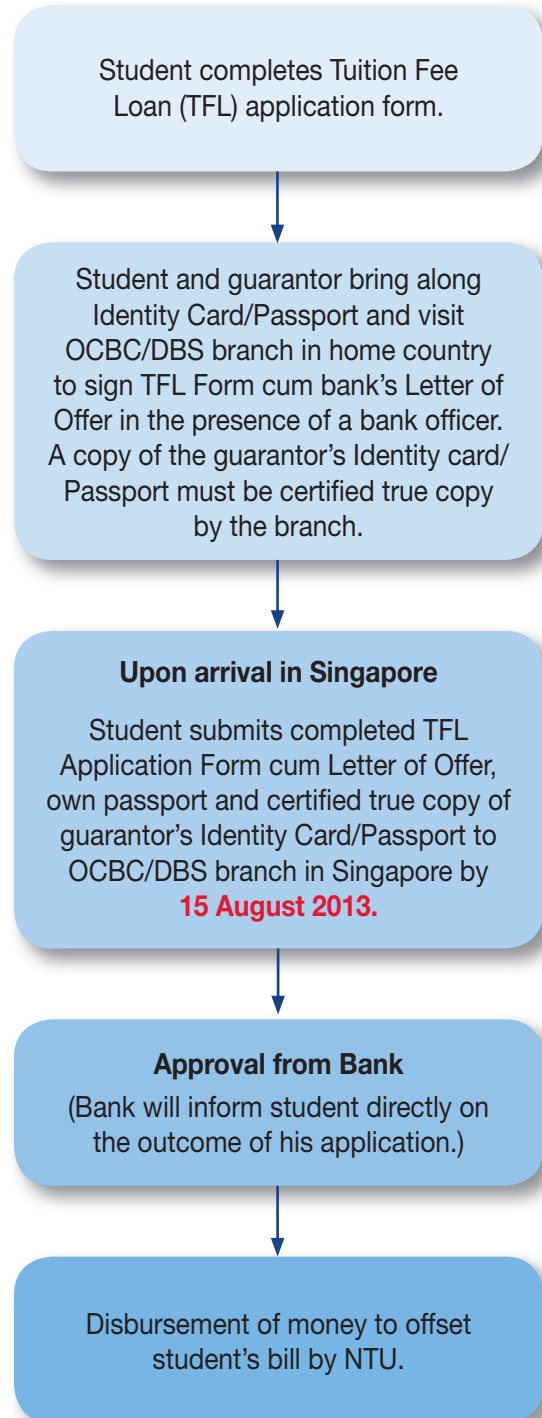 Student completes Tuition Fee
Loan (TFL) application form.
Student and guarantor bring along
Identity Card/Passport and visit
OCBC/DBS branch in home country
to sign TFL Form cum bank's Letter of
Offer in the presence of a bank officer.
A copy of the guarantor's Identity card/
Passport must be certified true copy
by the branch.
Upon arrival in Singapore
Student submits completed TFL
Application Form cum Letter of Offer,
own passport and certified true copy of
guarantor's Identity Card/Passport to
OCBC/DBS branch in Singapore by
15 August 2013.
Approval from Bank
(Bank will inform student directly on
the outcome of his application.)
Disbursement of money to offset
student's bill by NTU.